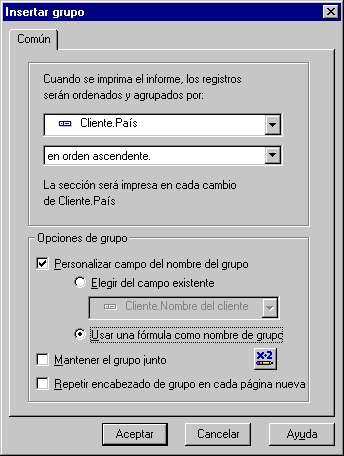 Insertar grupo
Común
Cuando se imprima el informe, los registros
serán ordenados y agrupados por:
Cliente.País
en orden ascendente.
La sección será impresa en cada cambio
de Cliente.País
Opciones de grupo
Personalizar campo del nombre del grupo
Elegir del campo existente
Cliente.Nombre del cliente
Usar una fórmula como nombre de grupo
Mantener el grupo junto
X·2
Repetir encabezado de grupo en cada página nueva
Aceptar
Cancelar
Ayuda